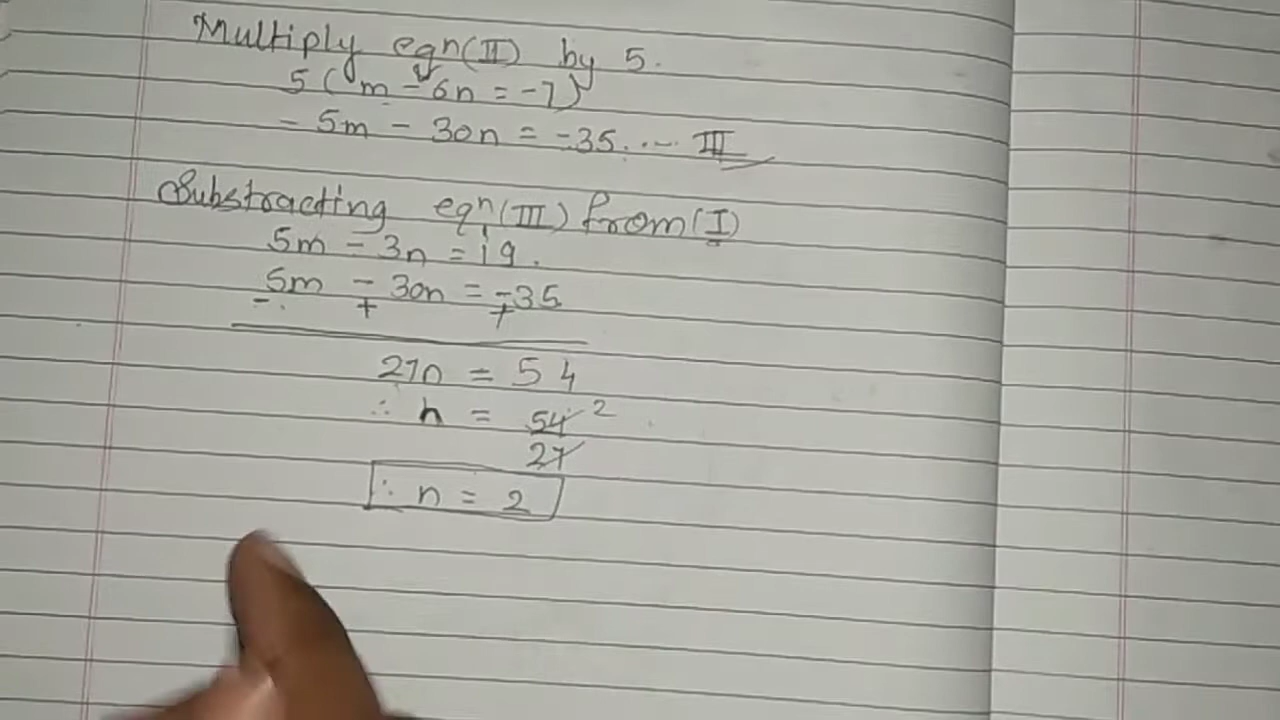 Multiply eqn(II) by 5.
5 (m - 6n = -7)
- 5m - 30n = -35. ... III
Substracting eqn(III) from (I)
5m - 3n = 19.
5m - 30n = -35
- + +
27n = 54
∴ n = 54 2
27
∴ n = 2